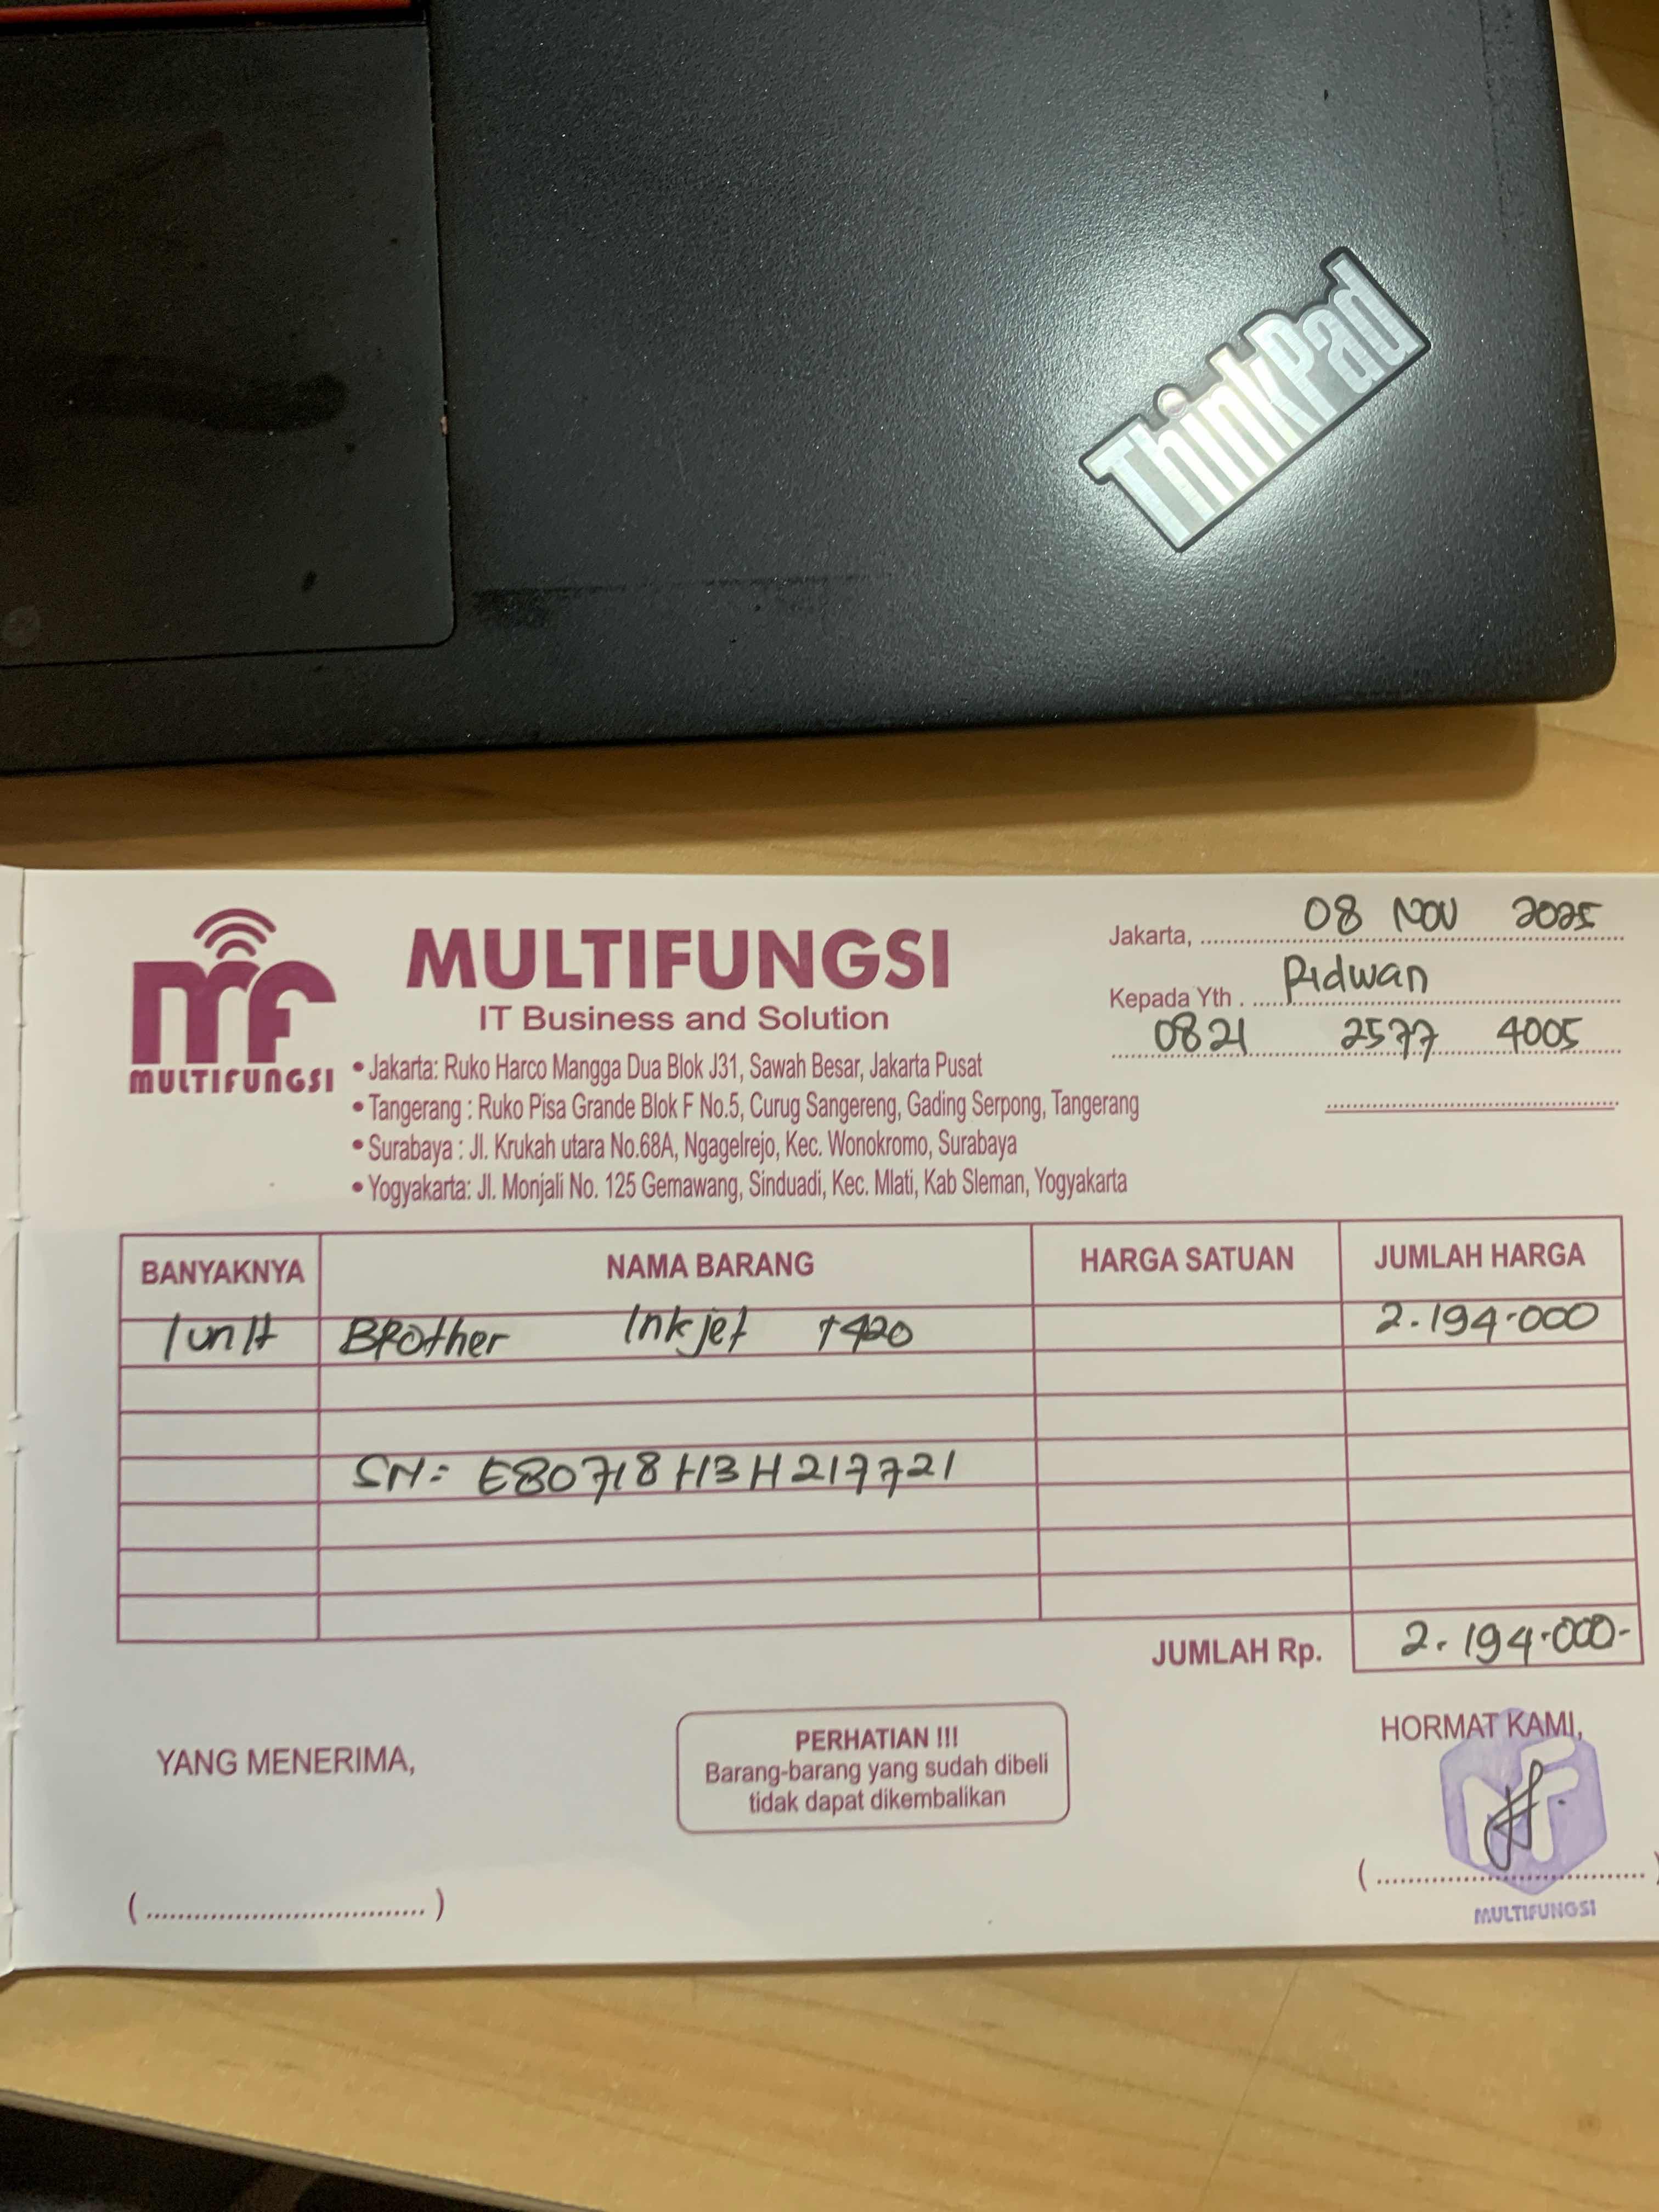 ThinkPad
MULTIFUNGSI
MULTIFUNGSI
IT Business and Solution
• Jakarta: Ruko Harco Mangga Dua Blok J31, Sawah Besar, Jakarta Pusat
• Tangerang : Ruko Pisa Grande Blok F No.5, Curug Sangereng, Gading Serpong, Tangerang
• Surabaya : Jl. Krukah utara No.68A, Ngagelrejo, Kec. Wonokromo, Surabaya
• Yogyakarta: Jl. Monjali No. 125 Gemawang, Sinduadi, Kec. Mlati, Kab Sleman, Yogyakarta
Jakarta, 08 NOV 2025
Kepada Yth . Ridwan
0821 2577 4005
BANYAKNYA NAMA BARANG HARGA SATUAN JUMLAH HARGA
1 unit Brother Inkjet T420 2.194.000
SN: E80718H3H217721
JUMLAH Rp. 2.194.000-
YANG MENERIMA,
(................................)
PERHATIAN !!!
Barang-barang yang sudah dibeli
tidak dapat dikembalikan
HORMAT KAMI,
(................................)
MULTIFUNGSI